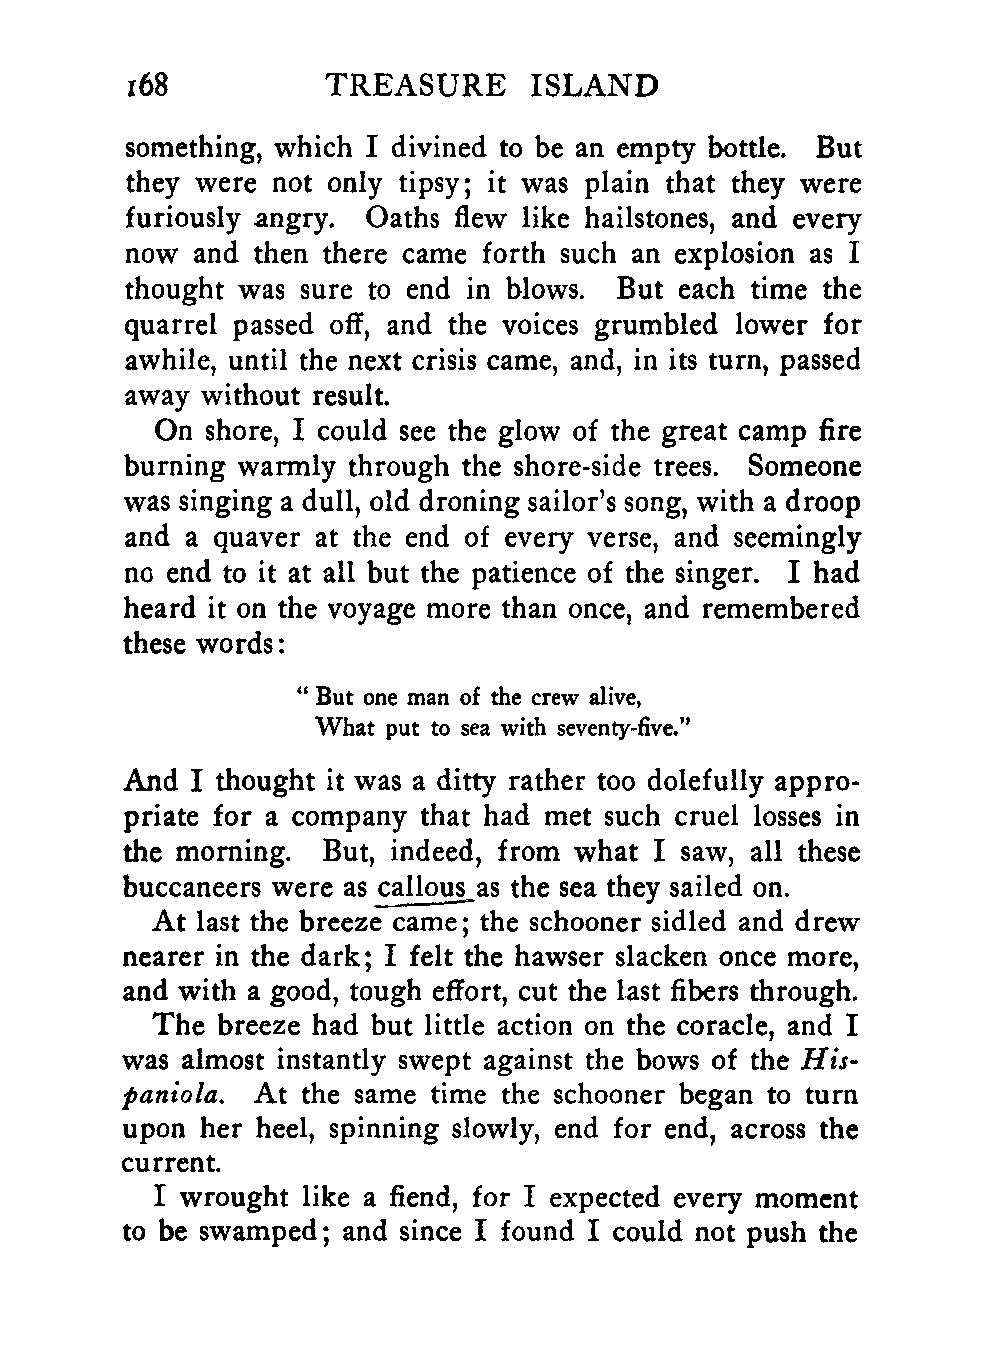 168 TREASURE ISLAND
something, which I divined to be an empty bottle. But
they were not only tipsy; it was plain that they were
furiously angry. Oaths flew like hailstones, and every
now and then there came forth such an explosion as I
thought was sure to end in blows. But each time the
quarrel passed off, and the voices grumbled lower for
awhile, until the next crisis came, and, in its turn, passed
away without result.
On shore, I could see the glow of the great camp fire
burning warmly through the shore-side trees. Someone
was singing a dull, old droning sailor's song, with a droop
and a quaver at the end of every verse, and seemingly
no end to it at all but the patience of the singer. I had
heard it on the voyage more than once, and remembered
these words:
“ But one man of the crew alive,
What put to sea with seventy-five.”
And I thought it was a ditty rather too dolefully appro-
priate for a company that had met such cruel losses in
the morning. But, indeed, from what I saw, all these
buccaneers were as callous as the sea they sailed on.
At last the breeze came; the schooner sidled and drew
nearer in the dark; I felt the hawser slacken once more,
and with a good, tough effort, cut the last fibers through.
The breeze had but little action on the coracle, and I
was almost instantly swept against the bows of the His-
paniola. At the same time the schooner began to turn
upon her heel, spinning slowly, end for end, across the
current.
I wrought like a fiend, for I expected every moment
to be swamped; and since I found I could not push the